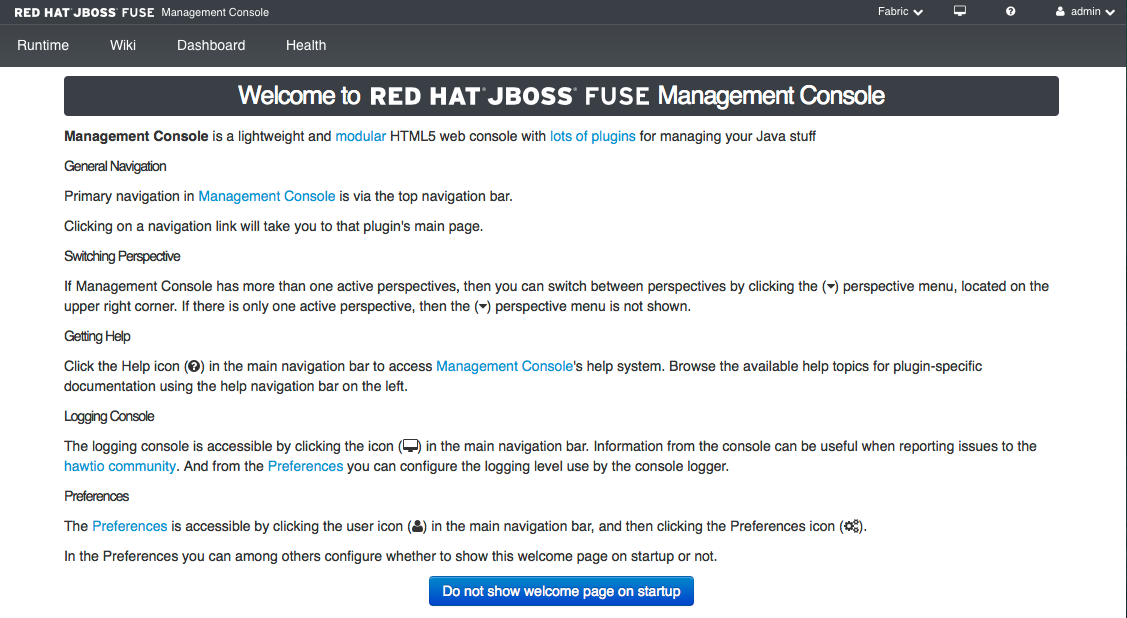 RED HAT JBOSS FUSE Management Console Fabric admin
Runtime Wiki Dashboard Health
Welcome to RED HAT JBOSS FUSE Management Console
Management Console is a lightweight and modular HTML5 web console with lots of plugins for managing your Java stuff
General Navigation
Primary navigation in Management Console is via the top navigation bar.
Clicking on a navigation link will take you to that plugin's main page.
Switching Perspective
If Management Console has more than one active perspectives, then you can switch between perspectives by clicking the () perspective menu, located on the
upper right corner. If there is only one active perspective, then the () perspective menu is not shown.
Getting Help
Click the Help icon () in the main navigation bar to access Management Console's help system. Browse the available help topics for plugin-specific
documentation using the help navigation bar on the left.
Logging Console
The logging console is accessible by clicking the icon () in the main navigation bar. Information from the console can be useful when reporting issues to the
hawtio community. And from the Preferences you can configure the logging level use by the console logger.
Preferences
The Preferences is accessible by clicking the user icon () in the main navigation bar, and then clicking the Preferences icon ().
In the Preferences you can among others configure whether to show this welcome page on startup or not.
Do not show welcome page on startup